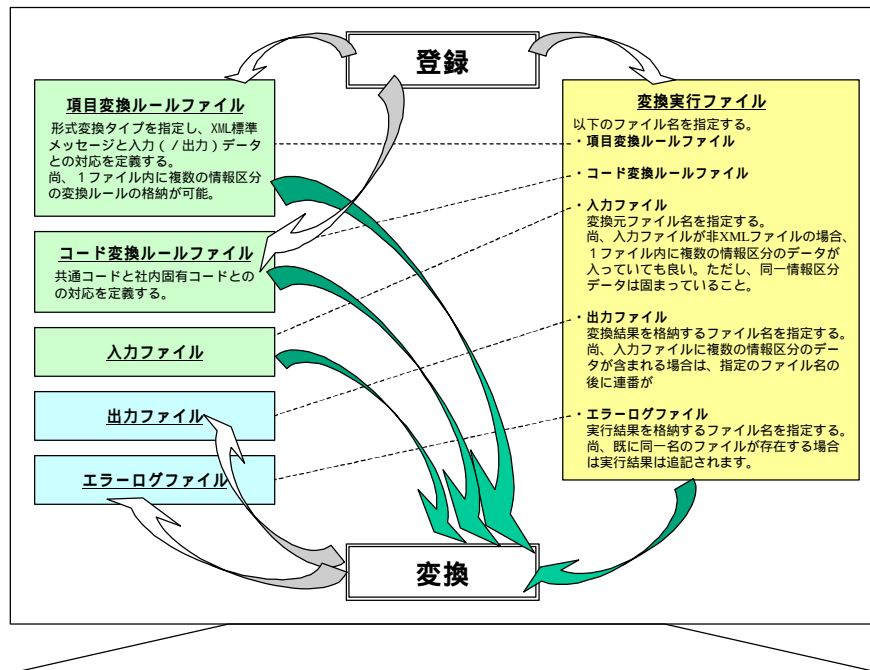 登録
項目変換ルールファイル
形式変換タイプを指定し、XML標準
メッセージと入力（/出力）データ
との対応を定義する。
尚、１ファイル内に複数の情報区分
の変換ルールの格納が可能。
コード変換ルールファイル
共通コードと社内固有コードとの
の対応を定義する。
入力ファイル
出力ファイル
エラーログファイル
変換実行ファイル
以下のファイル名を指定する。
・項目変換ルールファイル
・コード変換ルールファイル
・入力ファイル
変換元ファイル名を指定する。
尚、入力ファイルが非XMLファイルの場合、
１ファイル内に複数の情報区分のデータが
入っていても良い。ただし、同一情報区分
データは固まっていること。
・出力ファイル
変換結果を格納するファイル名を指定する。
尚、入力ファイルに複数の情報区分のデー
タが含まれる場合は、指定のファイル名の
後に連番が
・エラーログファイル
実行結果を格納するファイル名を指定する。
尚、既に同一名のファイルが存在する場合
は実行結果は追記されます。
変換